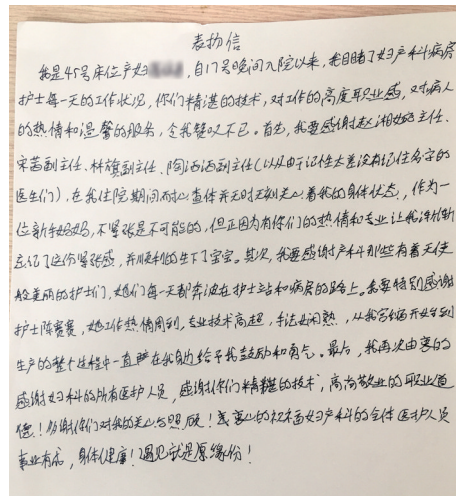 表扬信
我是45号床位产妇 ，自17号晚间入院以来，我目睹了妇产科病房
护士每一天的工作状况，你们精湛的技术，对工作的高度职业感，对病人
的热情和温馨的服务，令我赞叹不已。首先，我要感谢赵湘妮主任、
宋茜副主任、林旗副主任、陶洒洒副主任（以及由于记性太差没有记住名字的
医生们），在我住院期间耐心查体并无时无刻关心着我的身体状态，作为一
位新手妈妈，不紧张是不可能的，但正因为有你们的热情和专业让我渐渐
忘记了这份紧张感，并顺利的生下了宝宝。其次，我要感谢产科那些有着天使
般美丽的护士们，她们每一天都奔波在护士站和病房的路上。我要特别感谢
护士陈赛赛，她工作热情周到，专业技术高超，手法娴熟，从我宫缩开始到
生产的整个过程中一直陪在我身边给予我鼓励和勇气。最后，我再次由衷的
感谢妇科的所有医护人员，感谢你们精湛的技术，高尚敬业的职业道
德！ 谢你们对我的关心与照顾！ 心的祝福妇产科的全体医护人员
事业有成，身体健康！遇见就是原缘份！